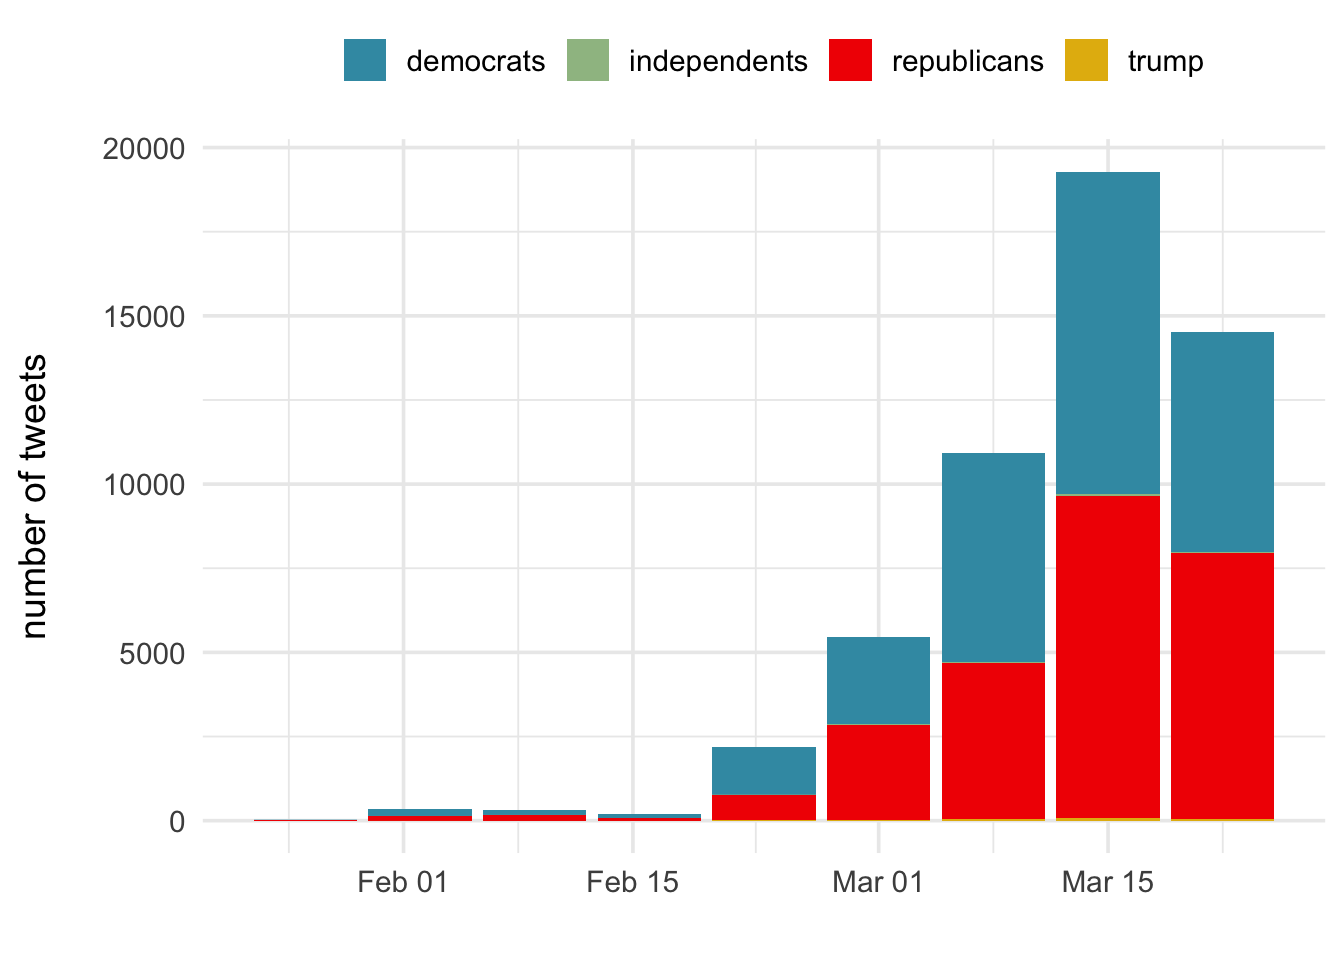 democrats independents republicans trump
number of tweets
20000
15000
10000
5000
0
Feb 01 Feb 15 Mar 01 Mar 15